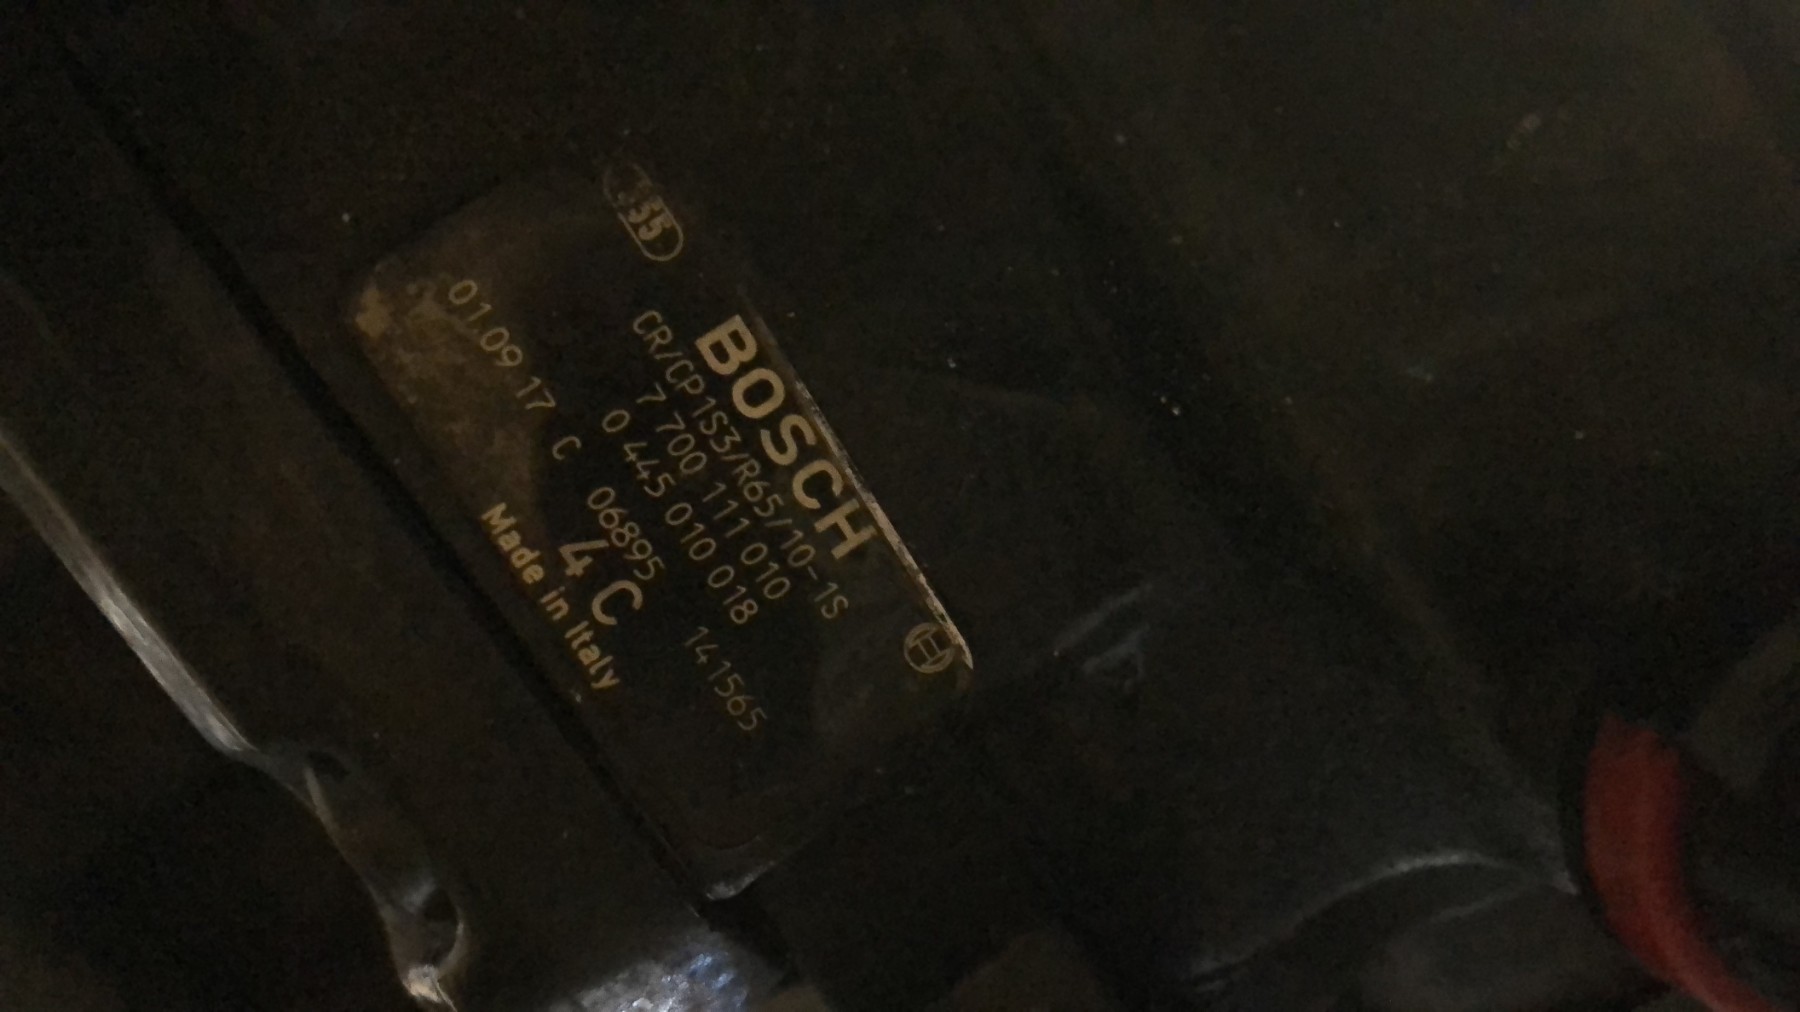 BOSCH
CR/CP1S3/R65/10-1S
7 700 111 010
0 445 010 018
06895 141565
4 C
01.09 17 C
Made in Italy